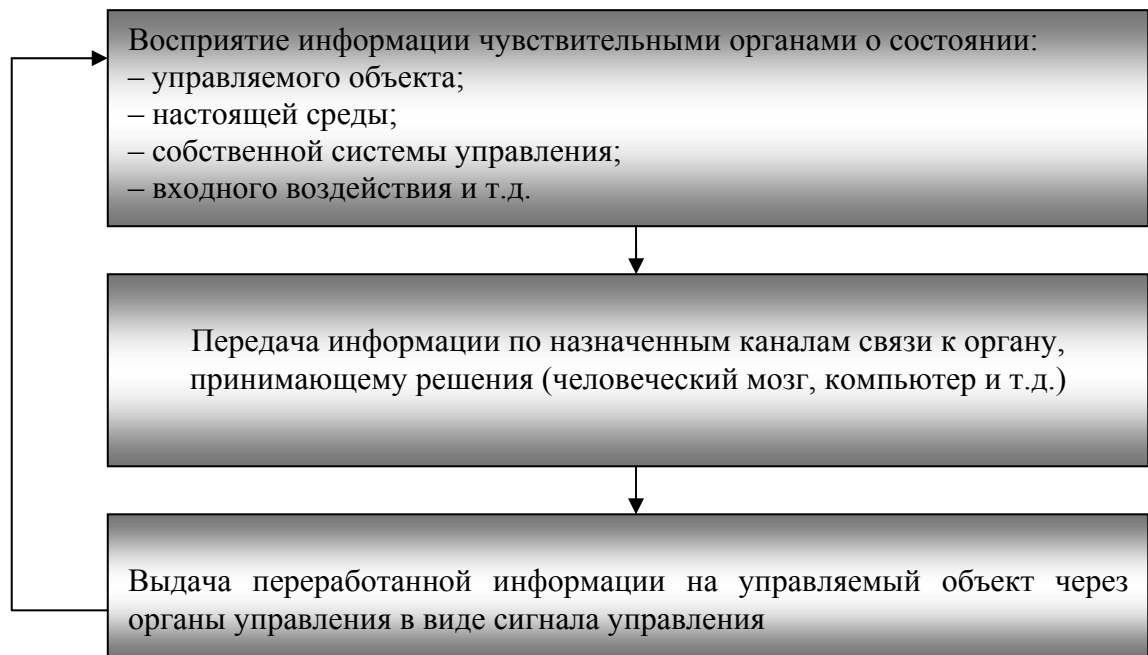 Восприятие информации чувствительными органами о состоянии:
– управляемого объекта;
– настоящей среды;
– собственной системы управления;
– входного воздействия и т.д.
Передача информации по назначенным каналам связи к органу,
принимающему решения (человеческий мозг, компьютер и т.д.)
Выдача переработанной информации на управляемый объект через
органы управления в виде сигнала управления